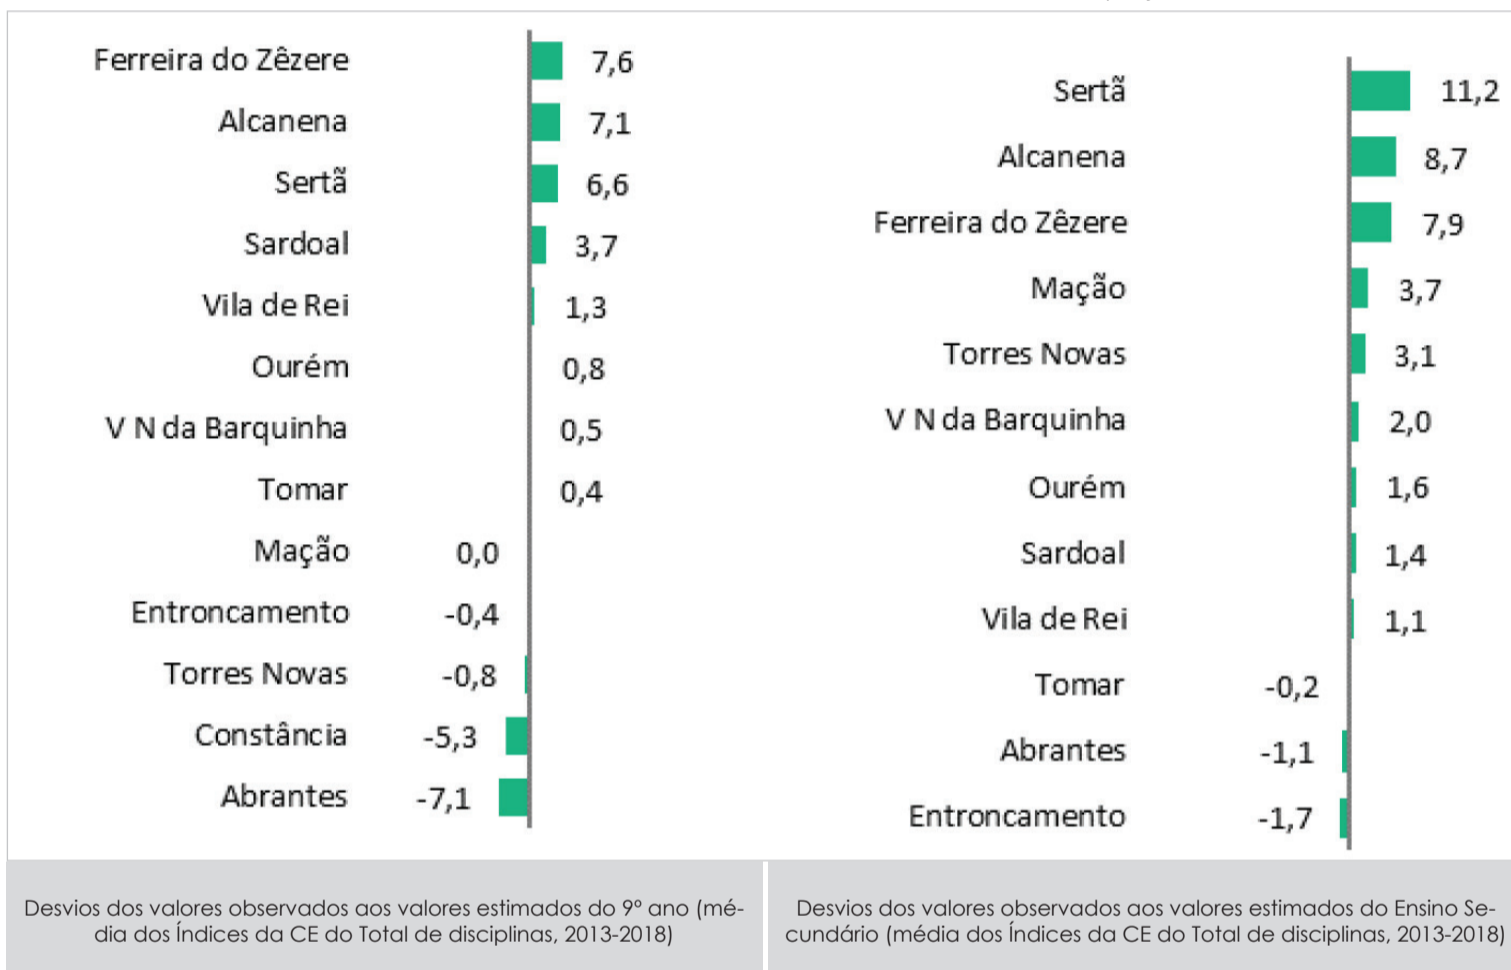 Ferreira do Zêzere 7,6
Alcanena 7,1
Sertã 6,6
Sardoal 3,7
Vila de Rei 1,3
Ourém 0,8
V N da Barquinha 0,5
Tomar 0,4
Mação 0,0
Entroncamento -0,4
Torres Novas -0,8
Constância -5,3
Abrantes -7,1
Desvios dos valores observados aos valores estimados do 9º ano (mé-
dia dos Índices da CE do Total de disciplinas, 2013-2018)
Sertã 11,2
Alcanena 8,7
Ferreira do Zêzere 7,9
Mação 3,7
Torres Novas 3,1
V N da Barquinha 2,0
Ourém 1,6
Sardoal 1,4
Vila de Rei 1,1
Tomar -0,2
Abrantes -1,1
Entroncamento -1,7
Desvios dos valores observados aos valores estimados do Ensino Se-
cundário (média dos Índices da CE do Total de disciplinas, 2013-2018)